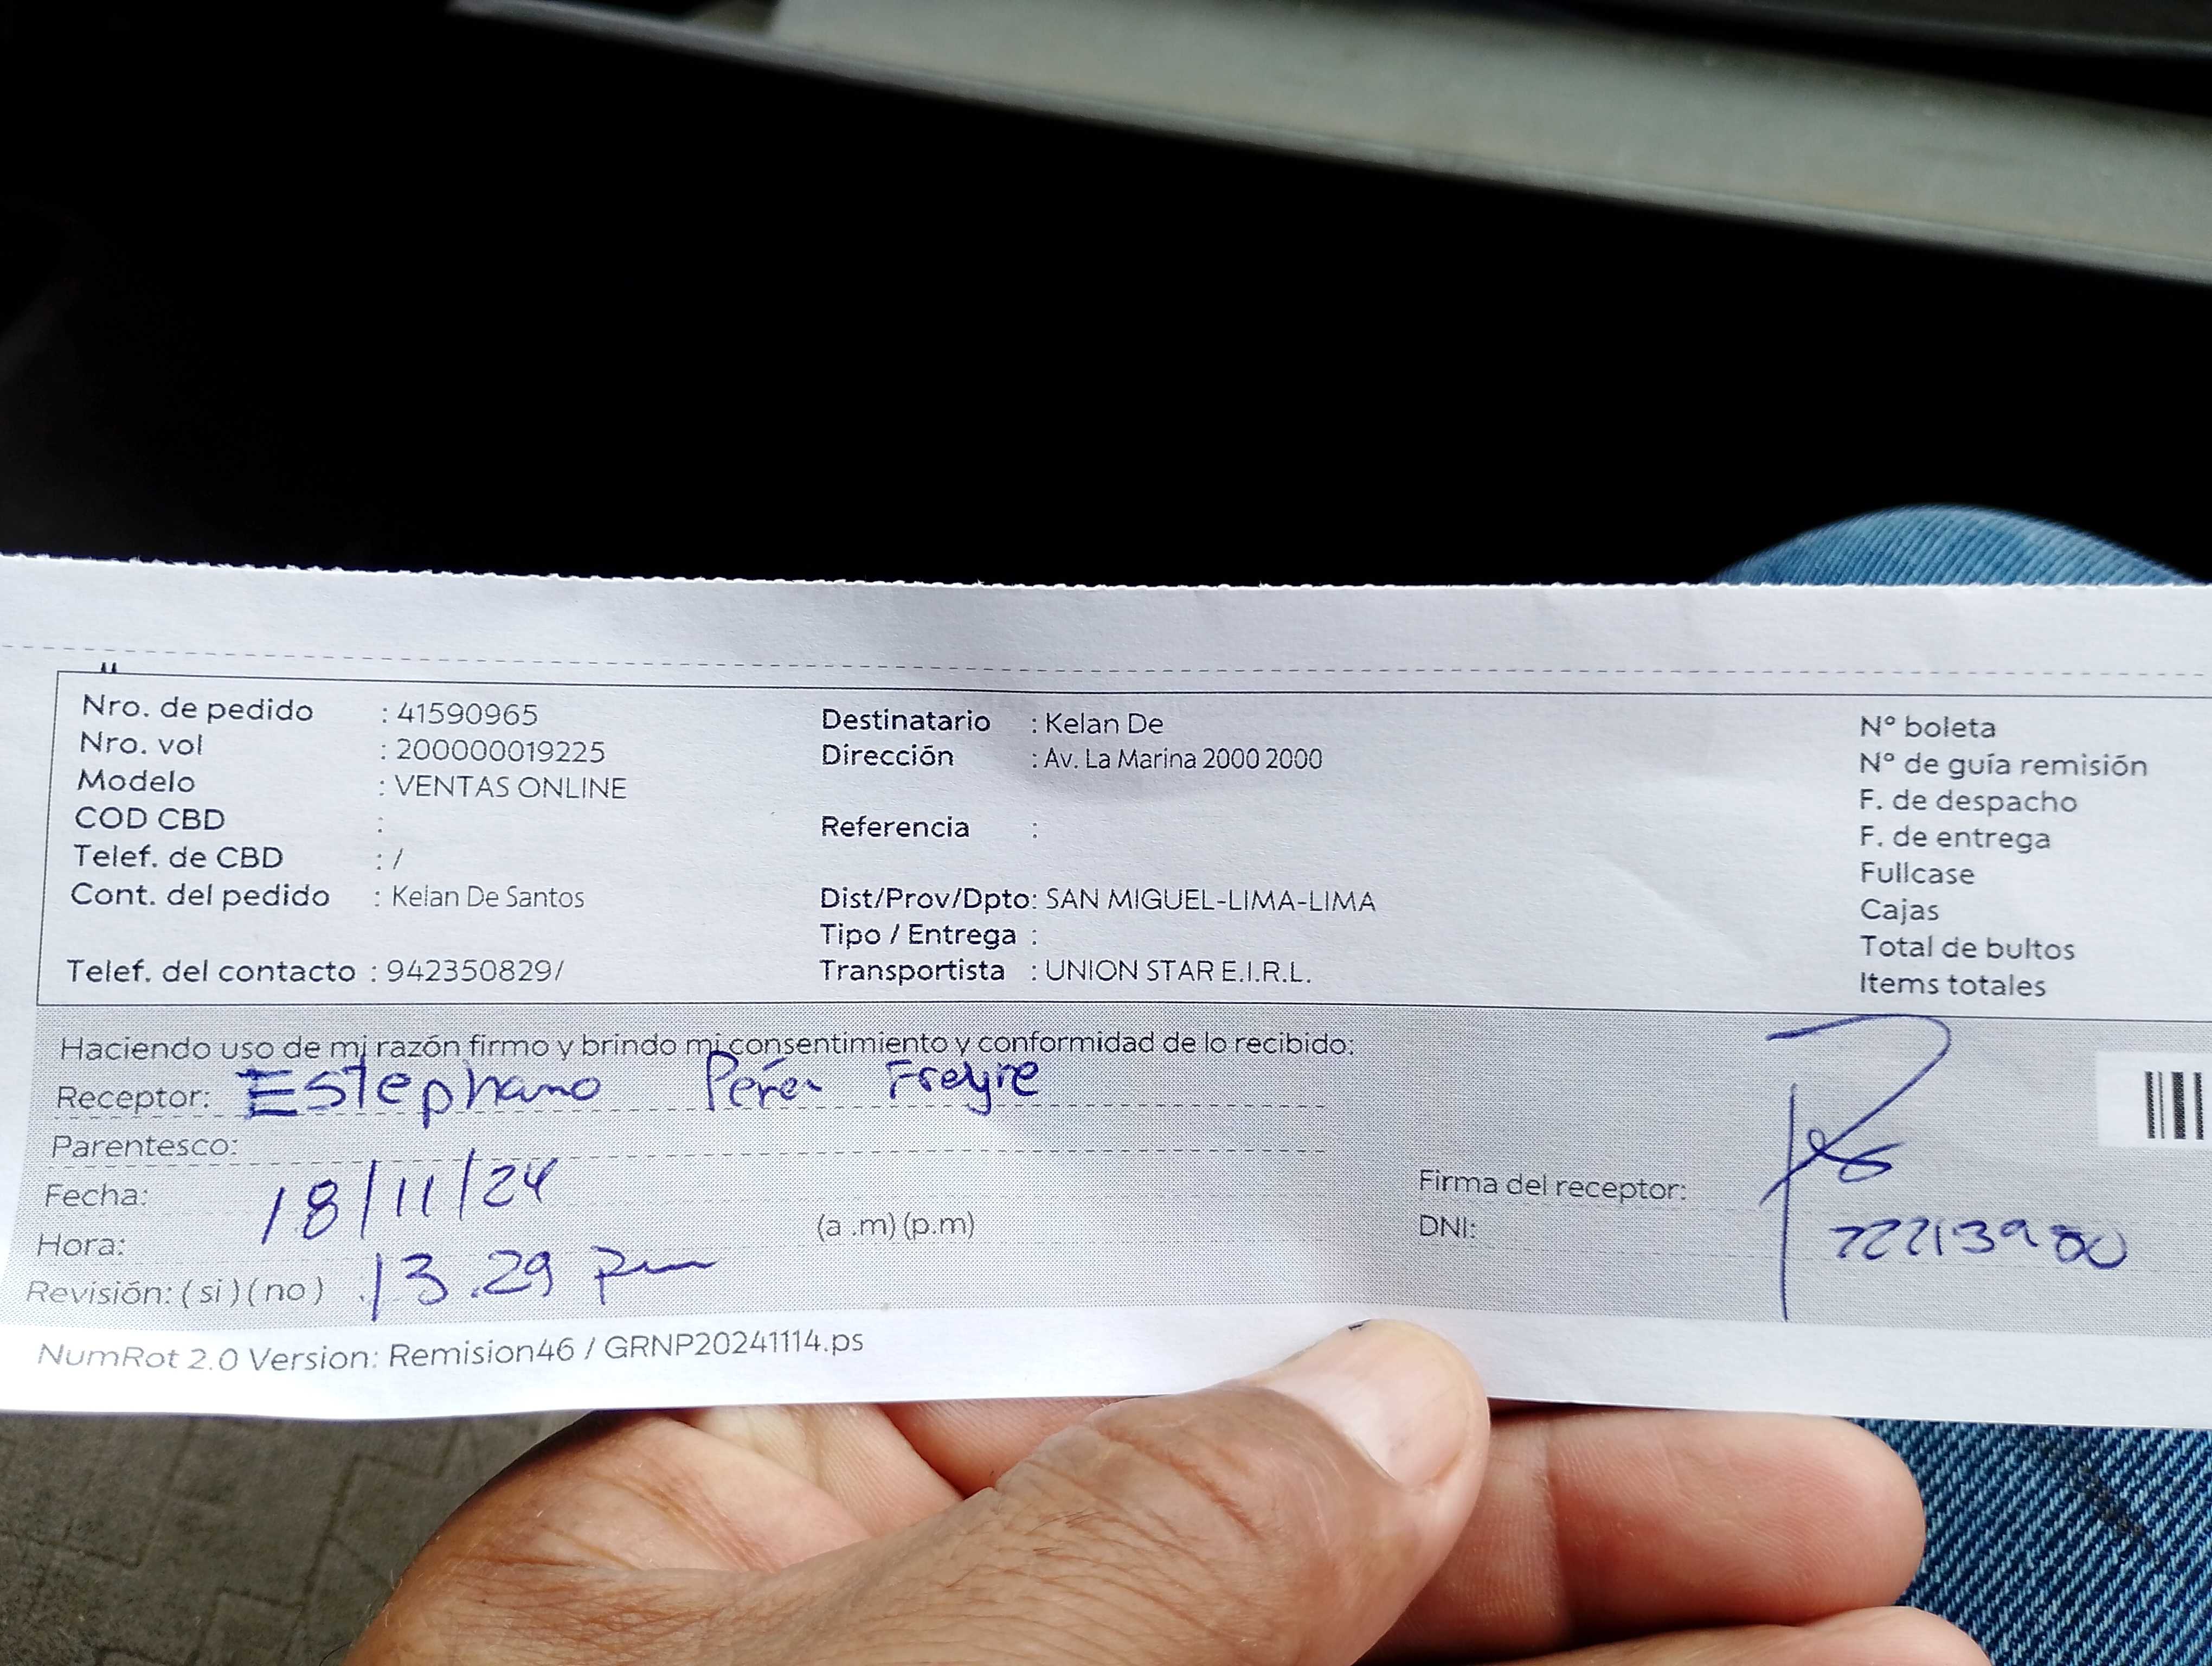 Nro. de pedido : 41590965
Nro. vol : 200000019225
Modelo : VENTAS ONLINE
COD CBD :
Telef. de CBD : /
Cont. del pedido : Kelan De Santos
Telef. del contacto : 942350829/
Destinatario : Kelan De
Dirección : Av. La Marina 2000 2000
Referencia :
Dist/Prov/Dpto: SAN MIGUEL-LIMA-LIMA
Tipo / Entrega :
Transportista : UNION STAR E.I.R.L.
N° boleta
N° de guía remisión
F. de despacho
F. de entrega
Fullcase
Cajas
Total de bultos
Items totales
Haciendo uso de mi razón firmo y brindo mi consentimiento y conformidad de lo recibido:
Receptor: Estephano Freyre
Parentesco:
Fecha: 18/11/24
Hora: 13.29 pm (a .m) (p.m)
Revisión: ( si ) ( no )
Firma del receptor:
DNI:
NumRot 2.0 Version: Remision46 / GRNP20241114.ps